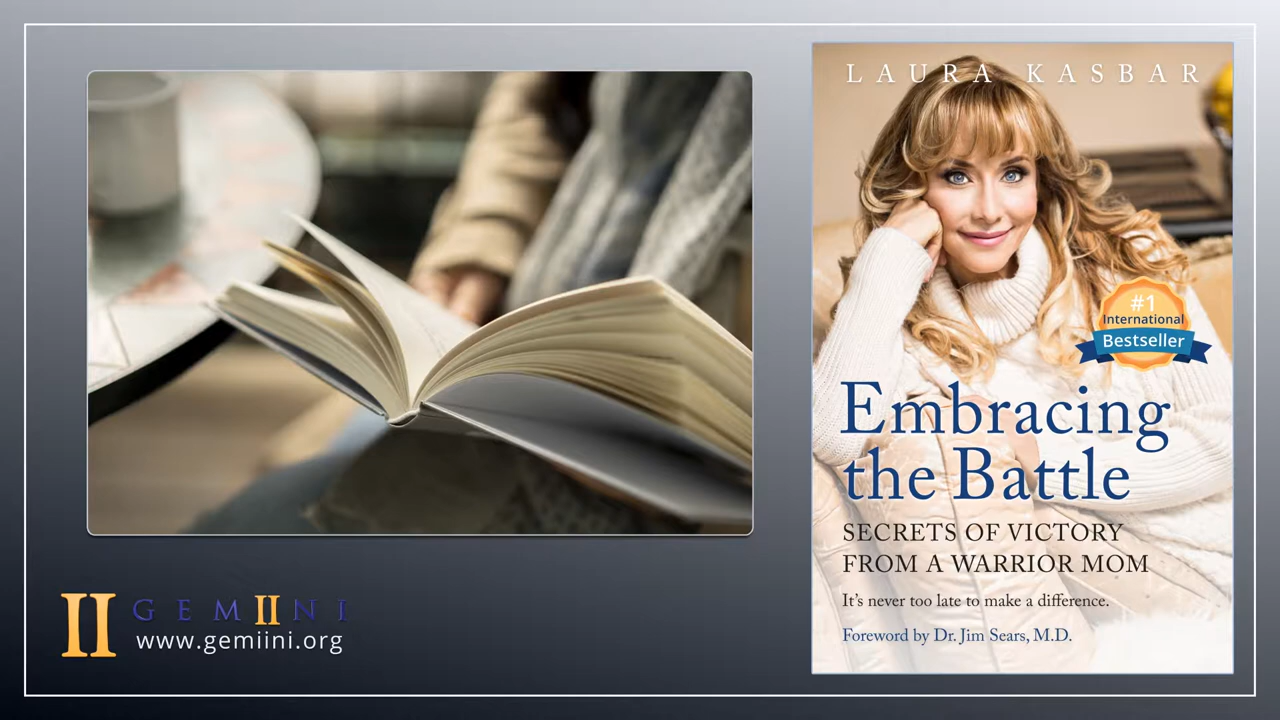 LAURA KASBAR
#1
International
Bestseller
Embracing
the Battle
SECRETS OF VICTORY
FROM A WARRIOR MOM
It's never too late to make a difference.
Foreword by Dr. Jim Sears, M.D.
II GEMIINI
www.gemiini.org